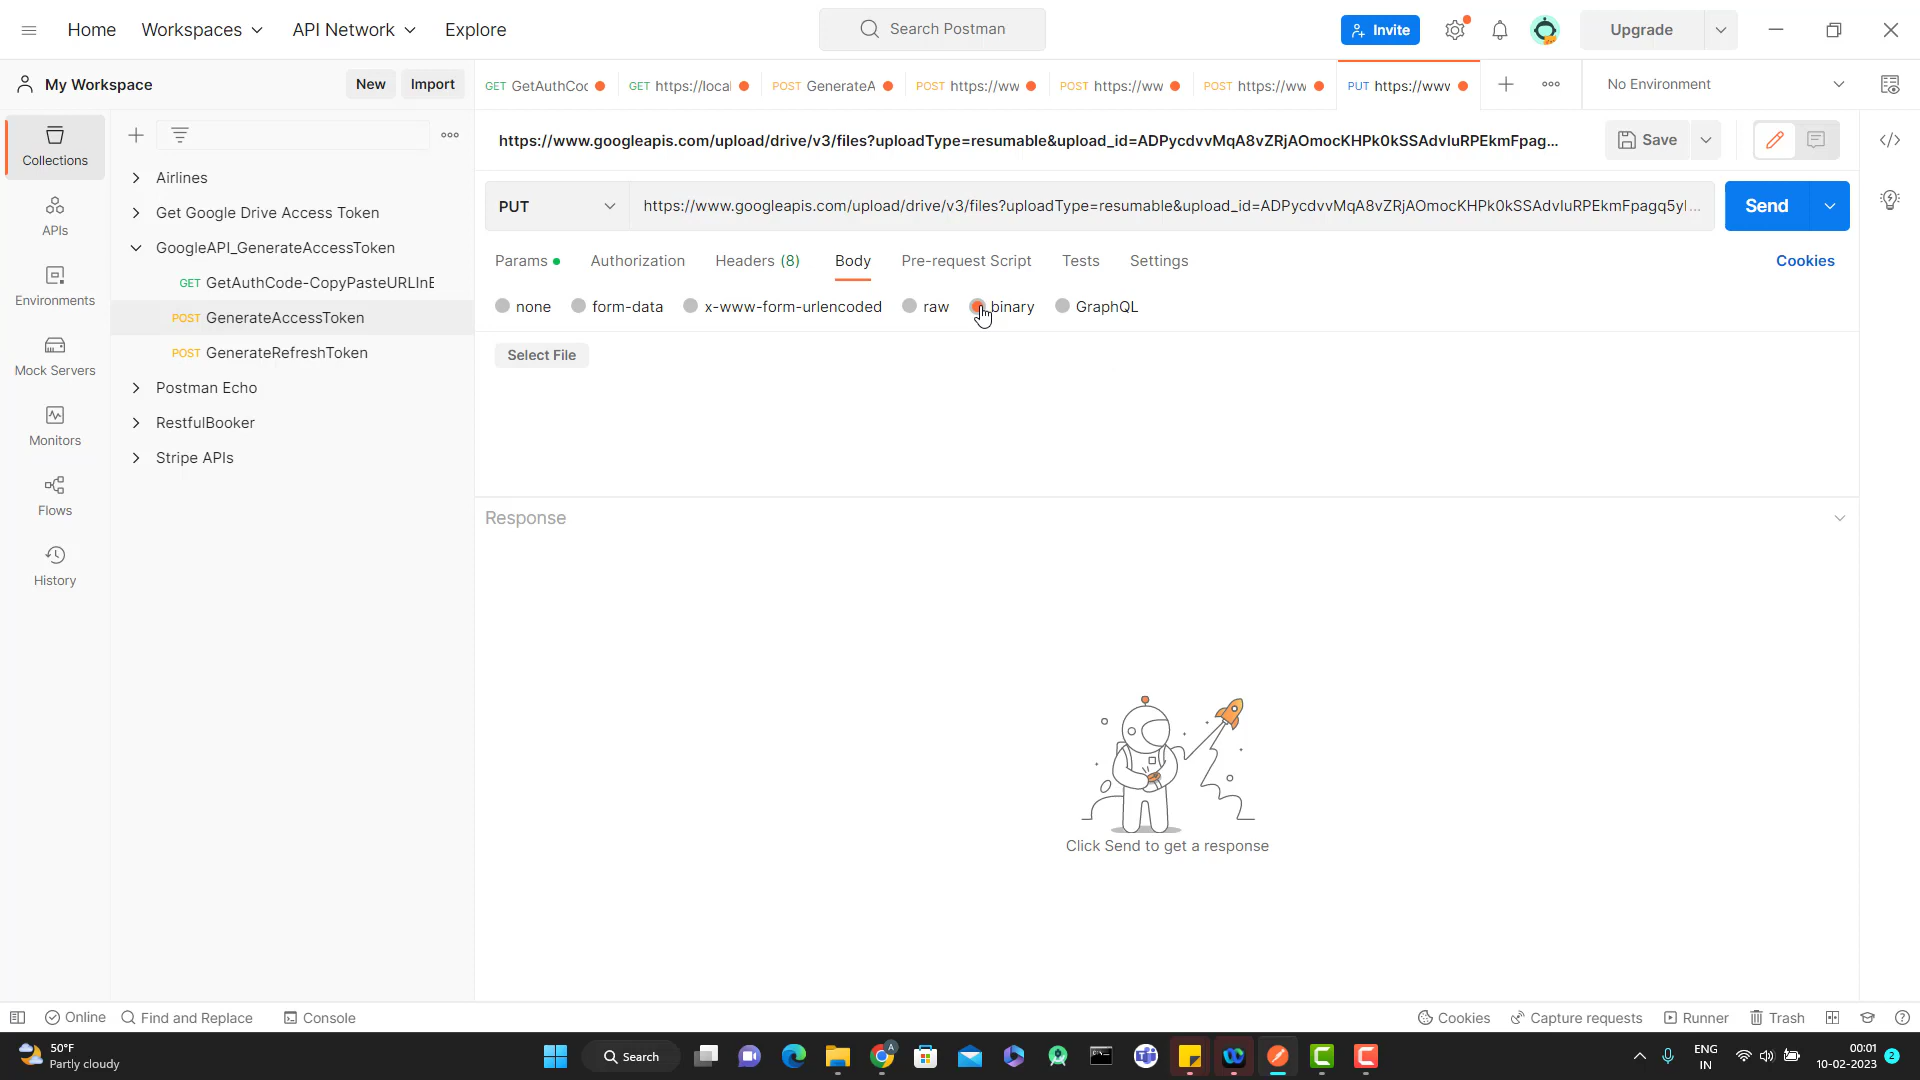 Home Workspaces API Network Explore Search Postman Invite Upgrade
My Workspace New Import
GET GetAuthCoc GET https://local POST GenerateA POST https://ww POST https://ww POST https://ww PUT https://www No Environment
https://www.googleapis.com/upload/drive/v3/files?uploadType=resumable&upload_id=ADPycdvvMqA8vZRjAOmocKHPk0kSSAdvluRPEkmFpag... Save
PUT https://www.googleapis.com/upload/drive/v3/files?uploadType=resumable&upload_id=ADPycdvvMqA8vZRjAOmocKHPk0kSSAdvluRPEkmFpagq5yl... Send
Params Authorization Headers (8) Body Pre-request Script Tests Settings Cookies
none form-data x-www-form-urlencoded raw binary GraphQL
Select File
Response
Click Send to get a response
Collections
APIs
Environments
Mock Servers
Monitors
Flows
History
Airlines
Get Google Drive Access Token
GoogleAPI_GenerateAccessToken
GET GetAuthCode-CopyPasteURLInE
POST GenerateAccessToken
POST GenerateRefreshToken
Postman Echo
RestfulBooker
Stripe APIs
Online Find and Replace Console Cookies Capture requests Runner Trash
50°F
Partly cloudy
Search
ENG
IN
00:01
10-02-2023
2